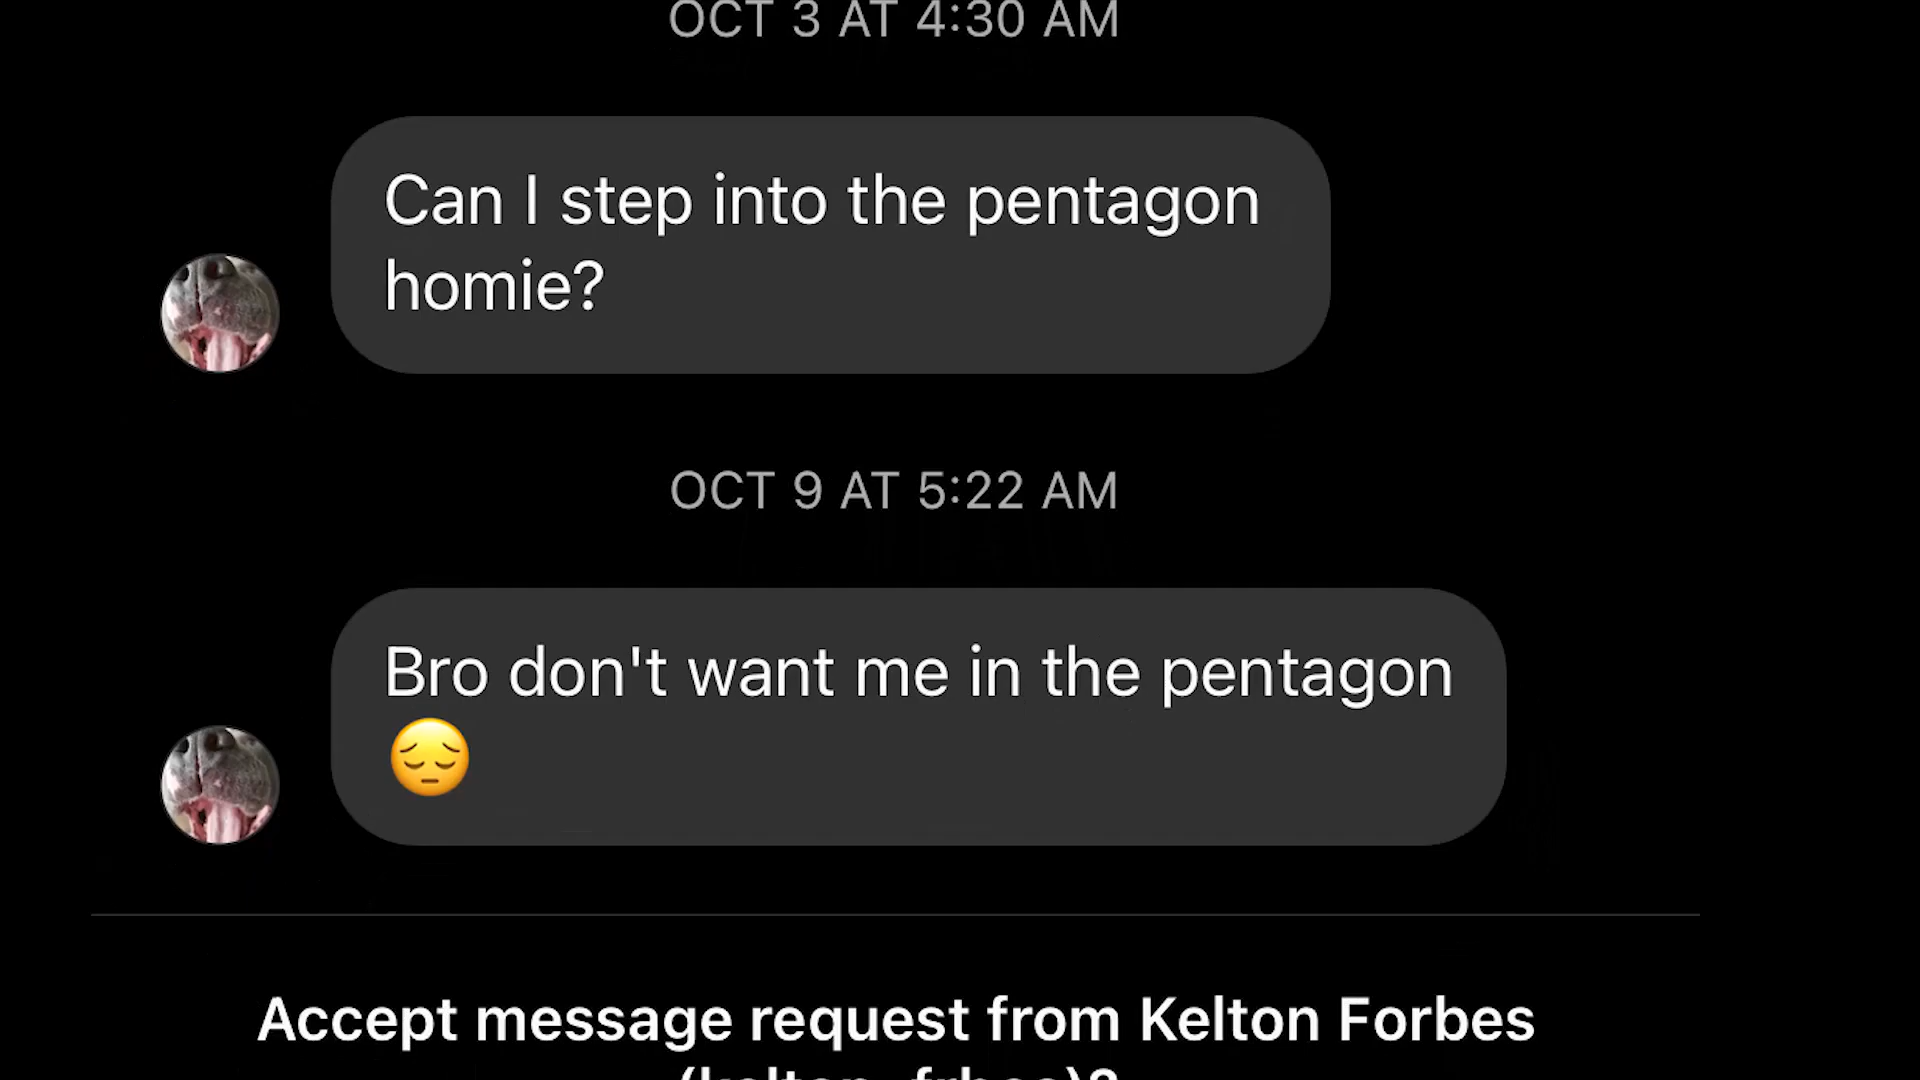 OCT 3 AT 4:30 AM
Can I step into the pentagon
homie?
OCT 9 AT 5:22 AM
Bro don't want me in the pentagon
😔
Accept message request from Kelton Forbes